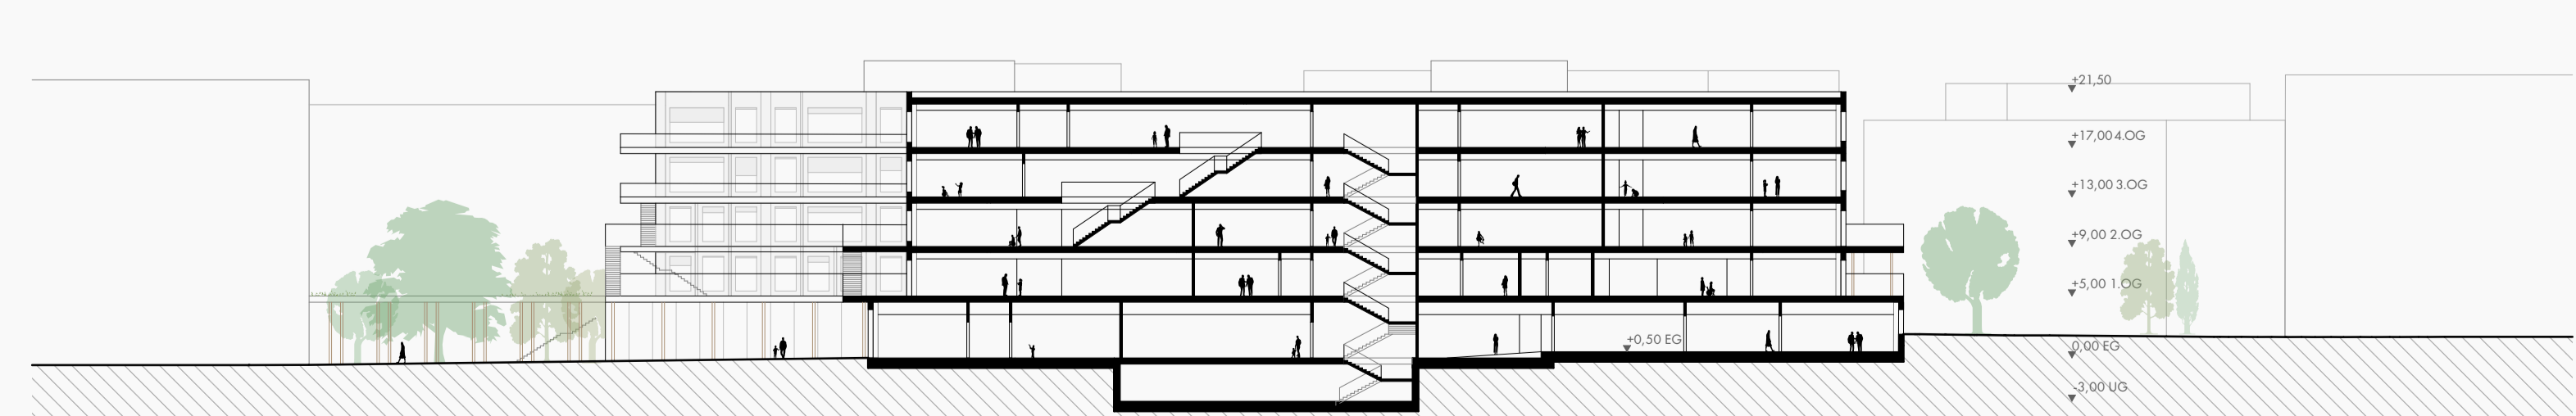 +21,50
+17,00 4.OG
+13,00 3.OG
+9,00 2.OG
+5,00 1.OG
+0,50 EG
0,00 EG
-3,00 UG